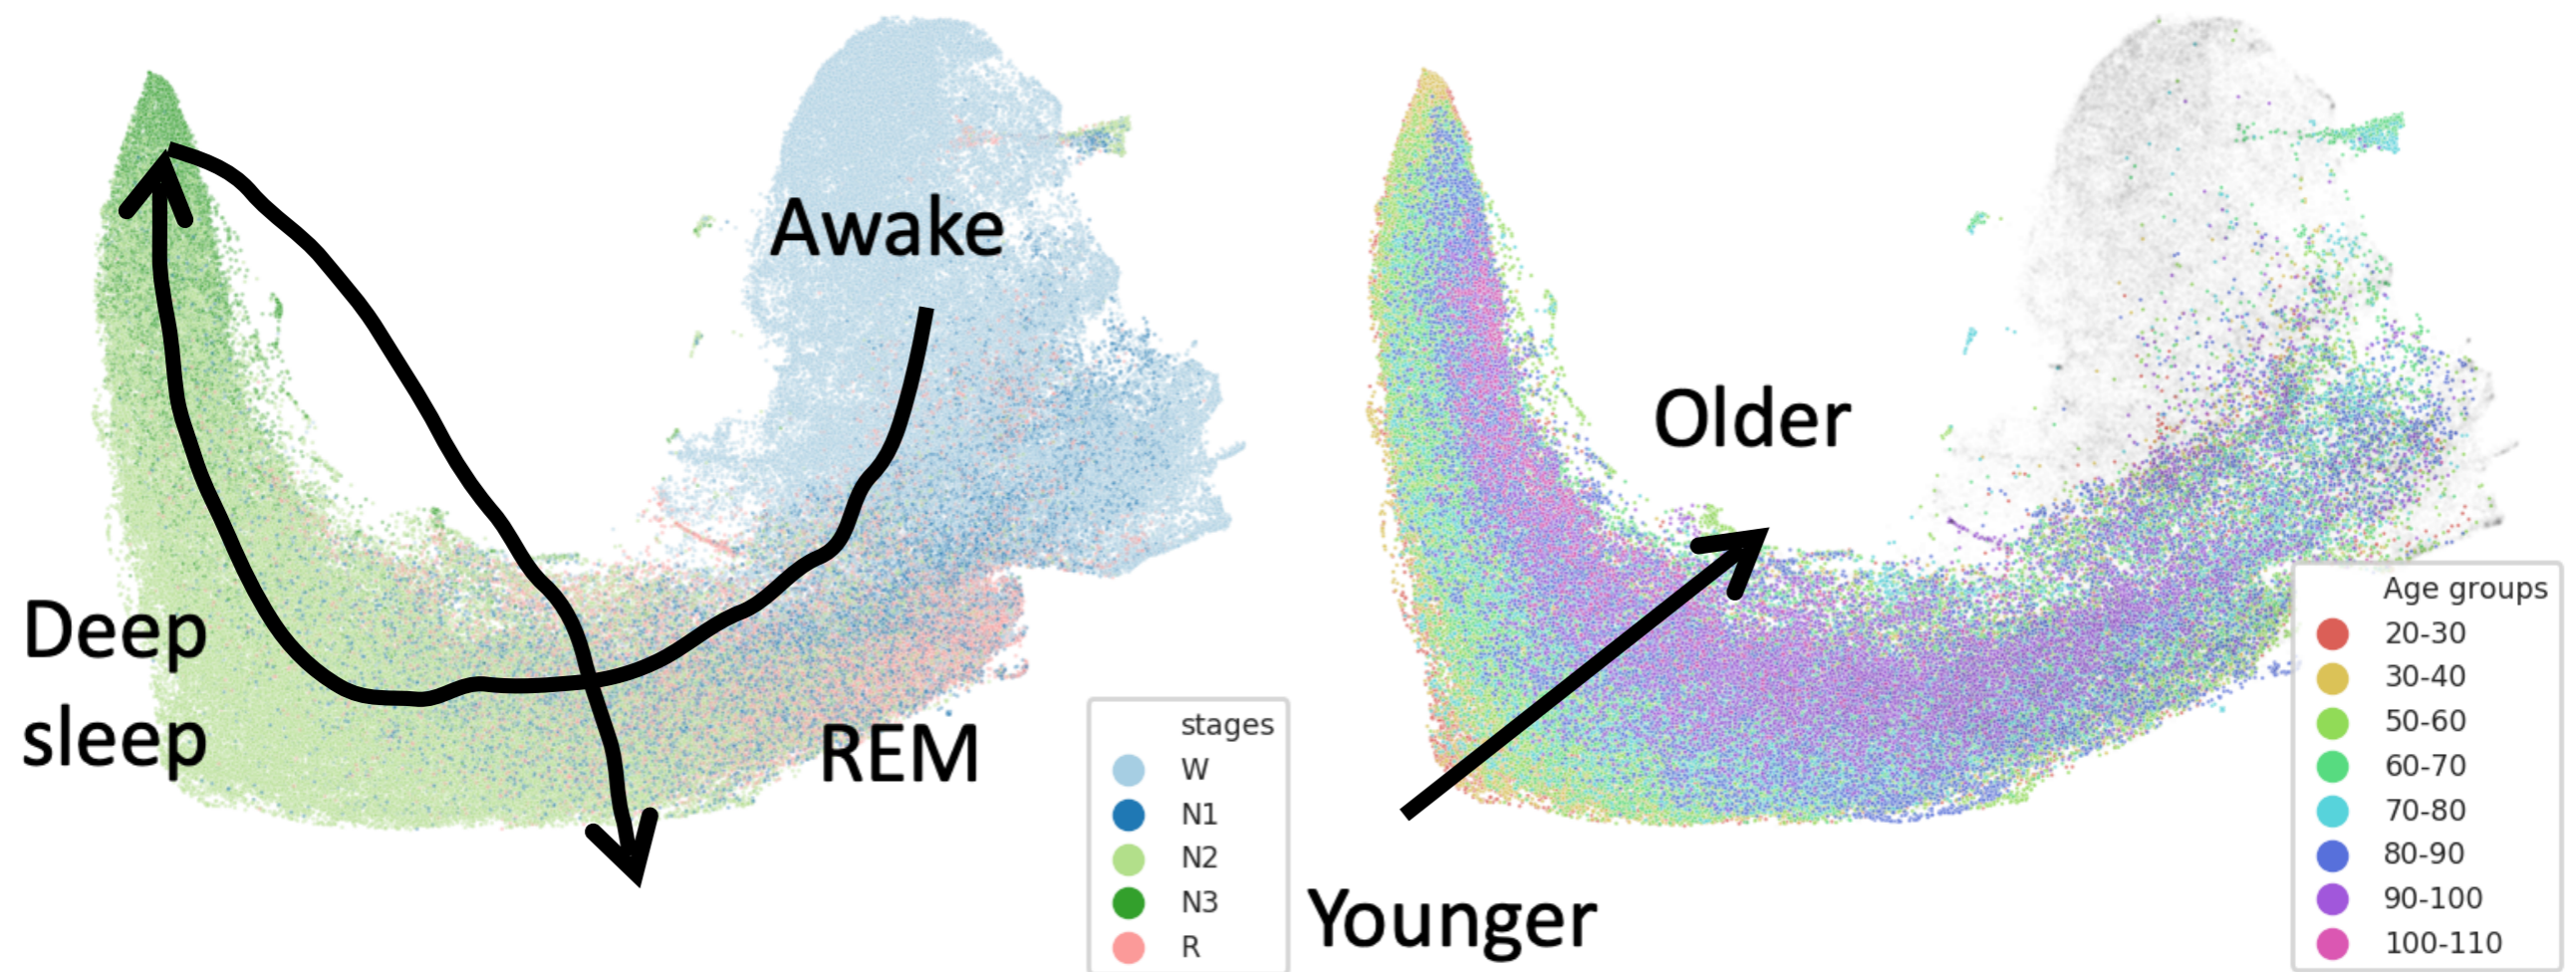 Awake
Deep
sleep
REM
stages
W
N1
N2
N3
R
Older
Younger
Age groups
20-30
30-40
50-60
60-70
70-80
80-90
90-100
100-110